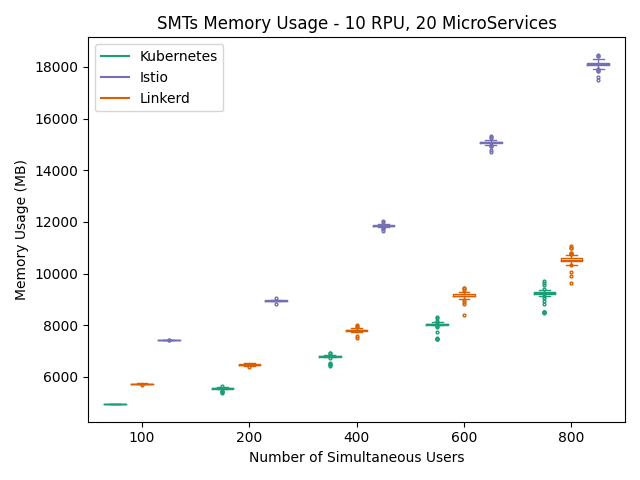 SMTs Memory Usage - 10 RPU, 20 MicroServices
Kubernetes
Istio
Linkerd
Memory Usage (MB)
18000
16000
14000
12000
10000
8000
6000
100 200 400 600 800
Number of Simultaneous Users